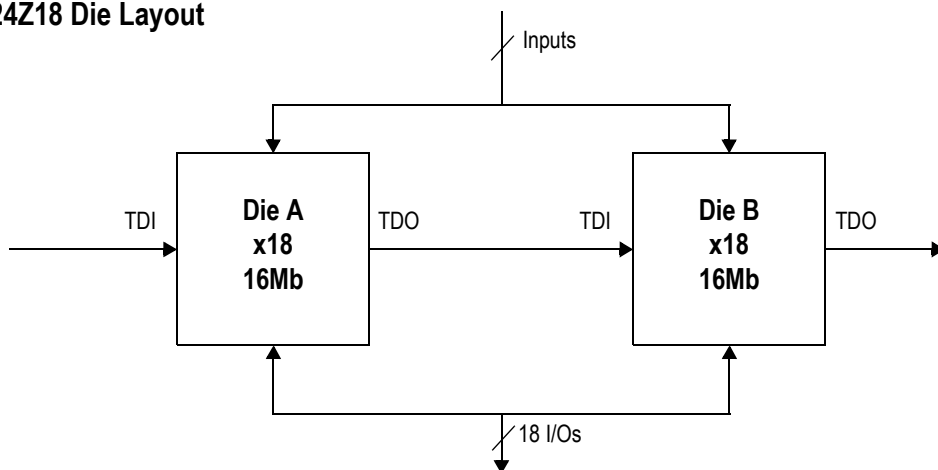 24Z18 Die Layout
Inputs
TDI
Die A
x18
16Mb
TDO
TDI
Die B
x18
16Mb
TDO
18 I/Os